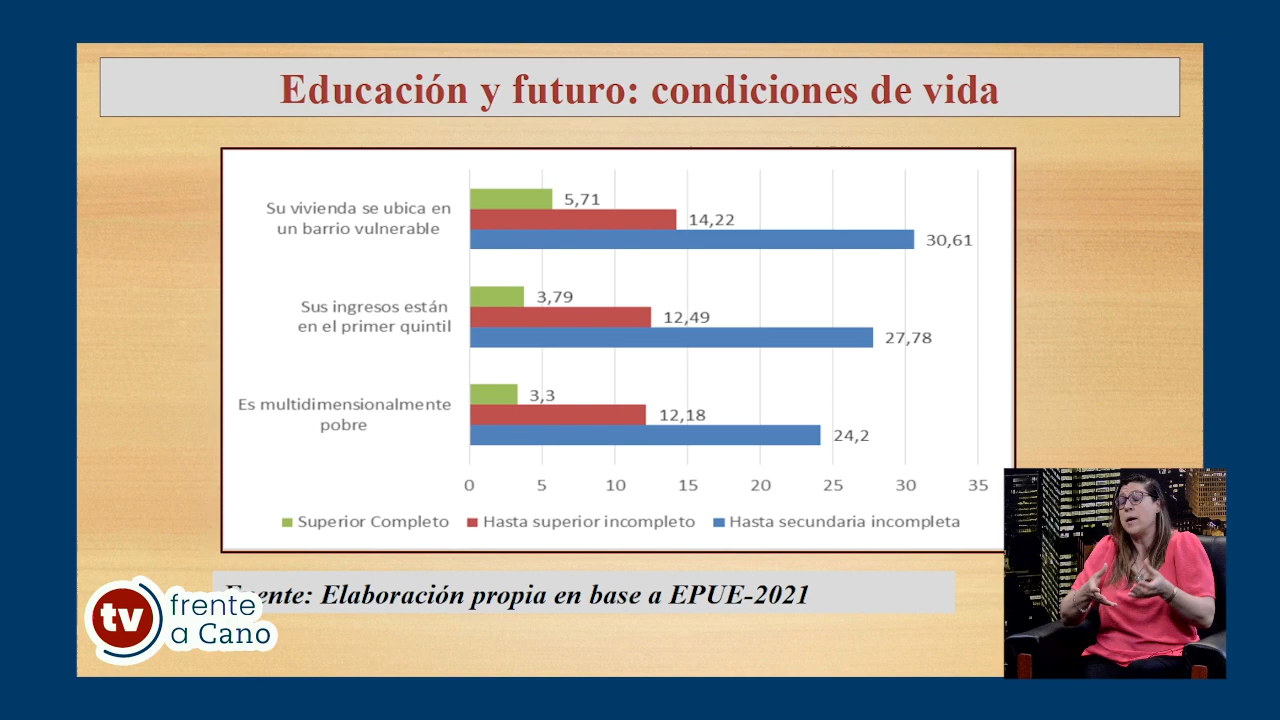 Educación y futuro: condiciones de vida
Su vivienda se ubica en
un barrio vulnerable
5,71
14,22
30,61
Sus ingresos están
en el primer quintil
3,79
12,49
27,78
Es multidimensionalmente
pobre
3,3
12,18
24,2
0 5 10 15 20 25 30 35
Superior Completo Hasta superior incompleto Hasta secundaria incompleta
Fuente: Elaboración propia en base a EPUE-2021
tv
frente
a Cano